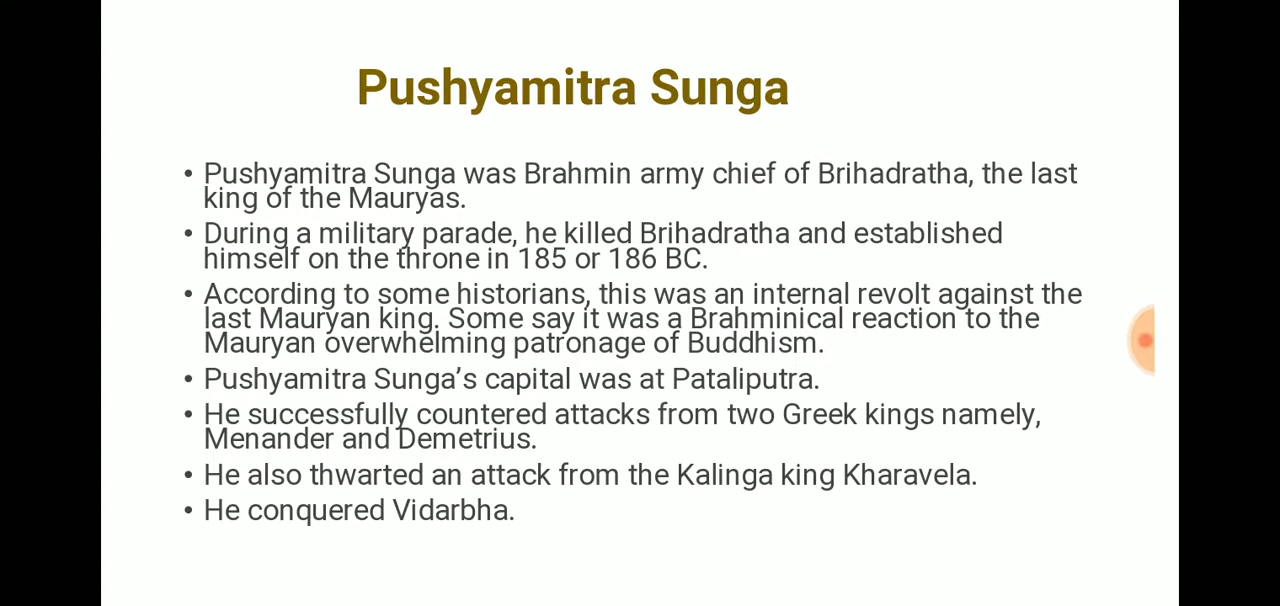 Pushyamitra Sunga
• Pushyamitra Sunga was Brahmin army chief of Brihadratha, the last
king of the Mauryas.
• During a military parade, he killed Brihadratha and established
himself on the throne in 185 or 186 BC.
• According to some historians, this was an internal revolt against the
last Mauryan king. Some say it was a Brahminical reaction to the
Mauryan overwhelming patronage of Buddhism.
• Pushyamitra Sunga’s capital was at Pataliputra.
• He successfully countered attacks from two Greek kings namely,
Menander and Demetrius.
• He also thwarted an attack from the Kalinga king Kharavela.
• He conquered Vidarbha.